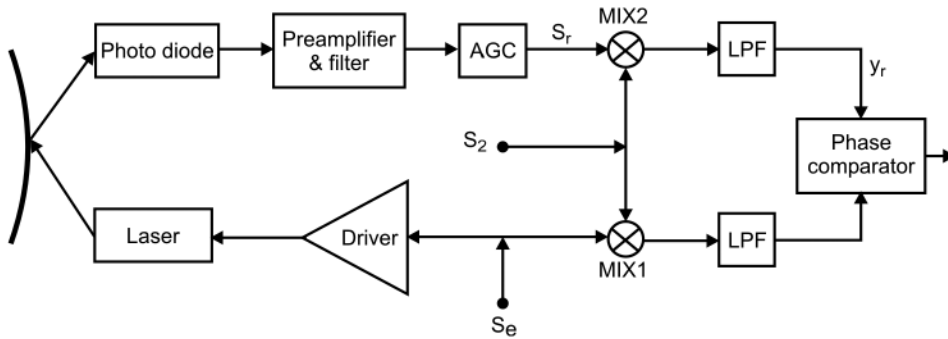 MIX2
Photo diode
Preamplifier
& filter
AGC
Sr
LPF
yr
S2
Phase
comparator
Laser
Driver
LPF
MIX1
Se